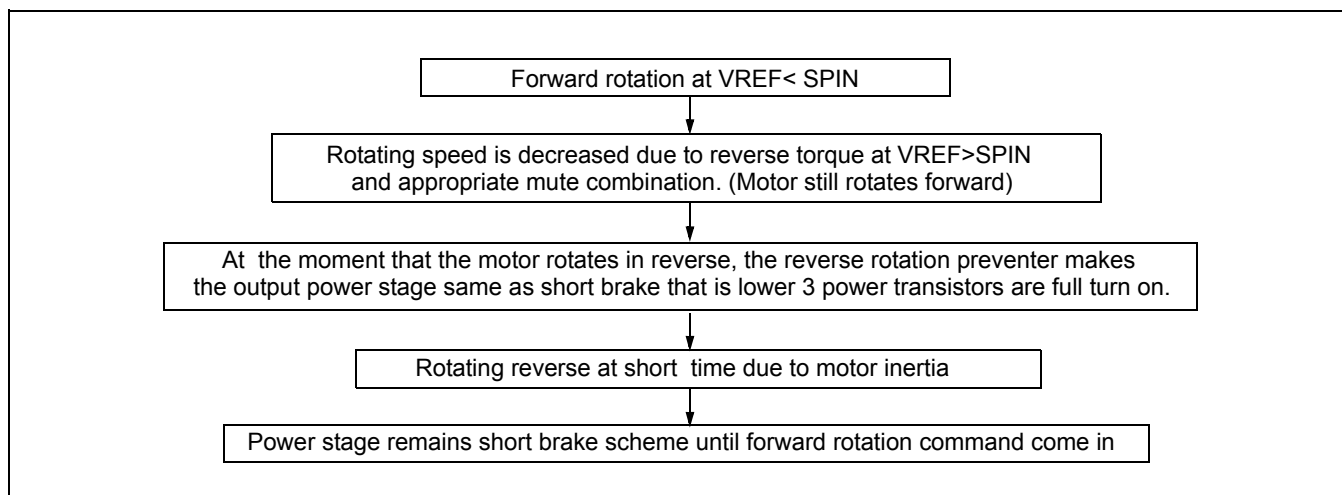 Forward rotation at VREF< SPIN
Rotating speed is decreased due to reverse torque at VREF>SPIN
and appropriate mute combination. (Motor still rotates forward)
At the moment that the motor rotates in reverse, the reverse rotation preventer makes
the output power stage same as short brake that is lower 3 power transistors are full turn on.
Rotating reverse at short time due to motor inertia
Power stage remains short brake scheme until forward rotation command come in